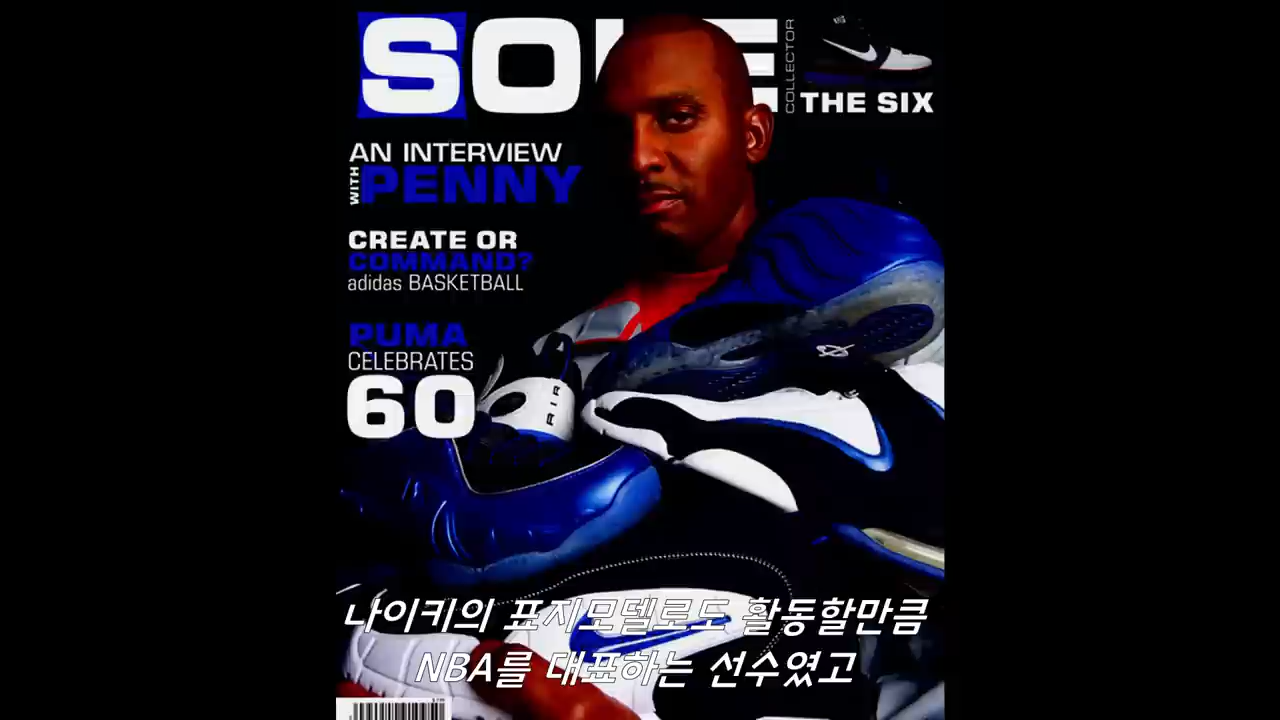 SOLE
COLLECTOR
THE SIX
AN INTERVIEW
WITH PENNY
CREATE OR
COMMAND?
adidas BASKETBALL
PUMA
CELEBRATES
60
AIR
나이키의 표지모델로도 활동할만큼
NBA를 대표하는 선수였고